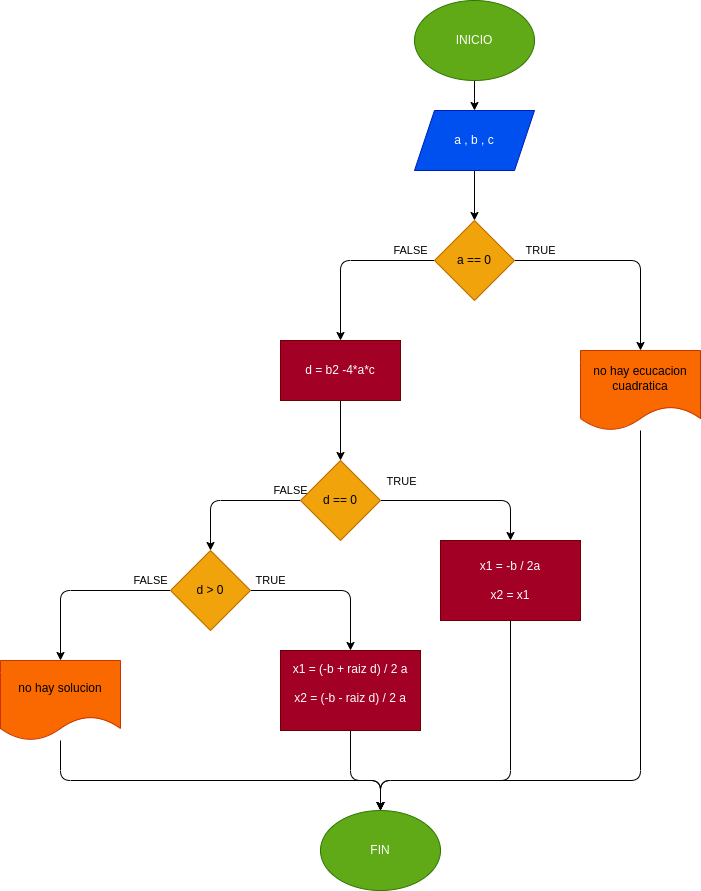 INICIO
a , b , c
FALSE
TRUE
a == 0
d = b2 -4*a*c
no hay ecucacion
cuadratica
FALSE
TRUE
d == 0
FALSE
TRUE
d > 0
x1 = -b / 2a
x2 = x1
no hay solucion
x1 = (-b + raiz d) / 2 a
x2 = (-b - raiz d) / 2 a
FIN